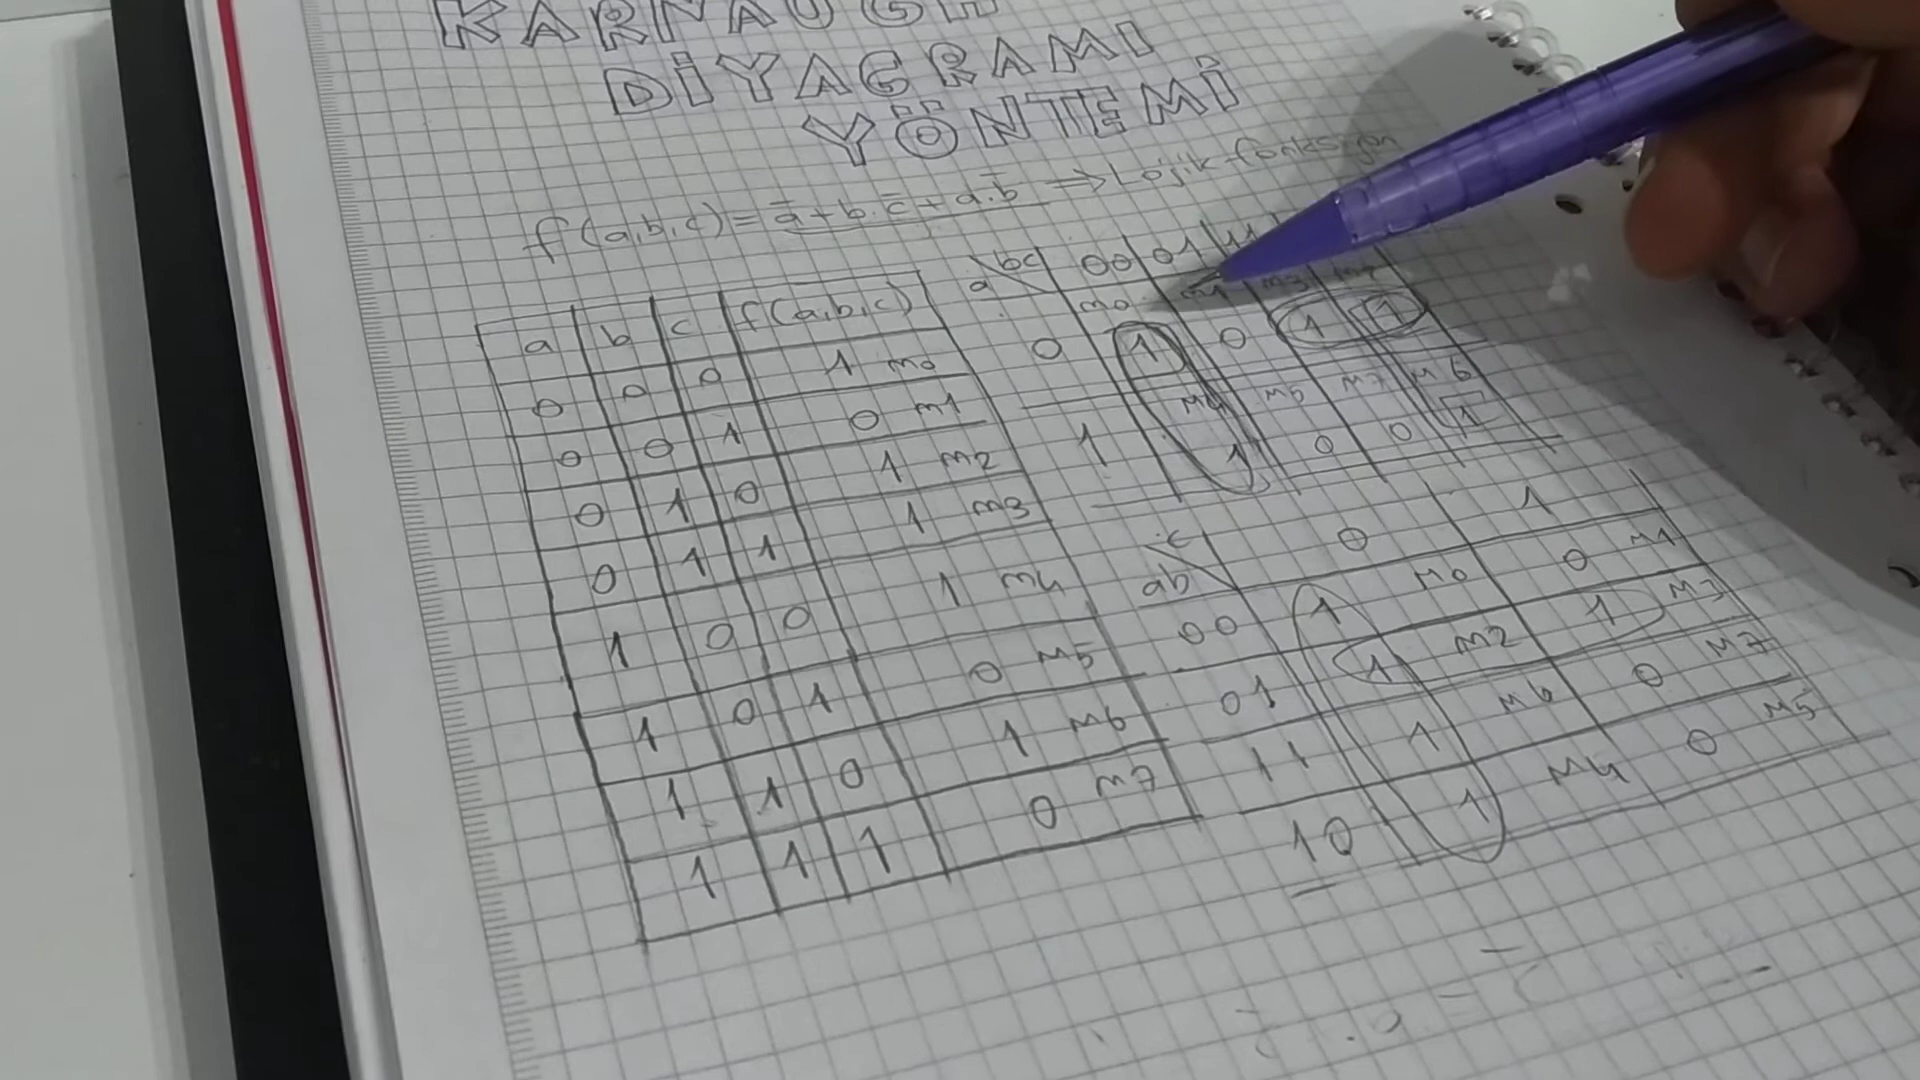 KARNAUGH
DİYAGRAMI
YÖNTEMİ
f(a,b,c) = a̅ + b.c̅ + a.b̅ ⇒ Lojik fonksiyon
a b c f(a,b,c)
0 0 0 1 m0
0 0 1 0 m1
0 1 0 1 m2
0 1 1 1 m3
1 0 0 1 m4
1 0 1 0 M5
1 1 0 1 M6
1 1 1 0 M7
a bc 00 01 11
m0 m1 m3 m2
0 1 0 1 1
M4 M5 M7 M6
1 1 0 0 1
ab c 0 1
00 1 M0 0 M1
01 1 M2 1 M3
11 1 M6 0 M7
10 1 M4 0 M5